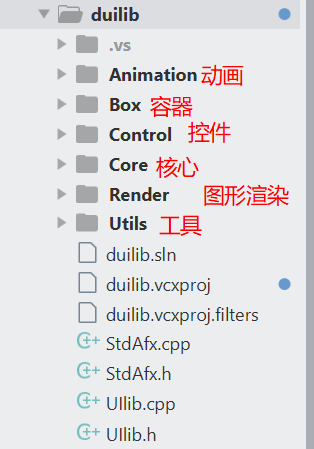 duilib
.vs
Animation 动画
Box 容器
Control 控件
Core 核心
Render 图形渲染
Utils 工具
duilib.sln
duilib.vcxproj
duilib.vcxproj.filters
C++ StdAfx.cpp
C++ StdAfx.h
C++ UIlib.cpp
C++ UIlib.h